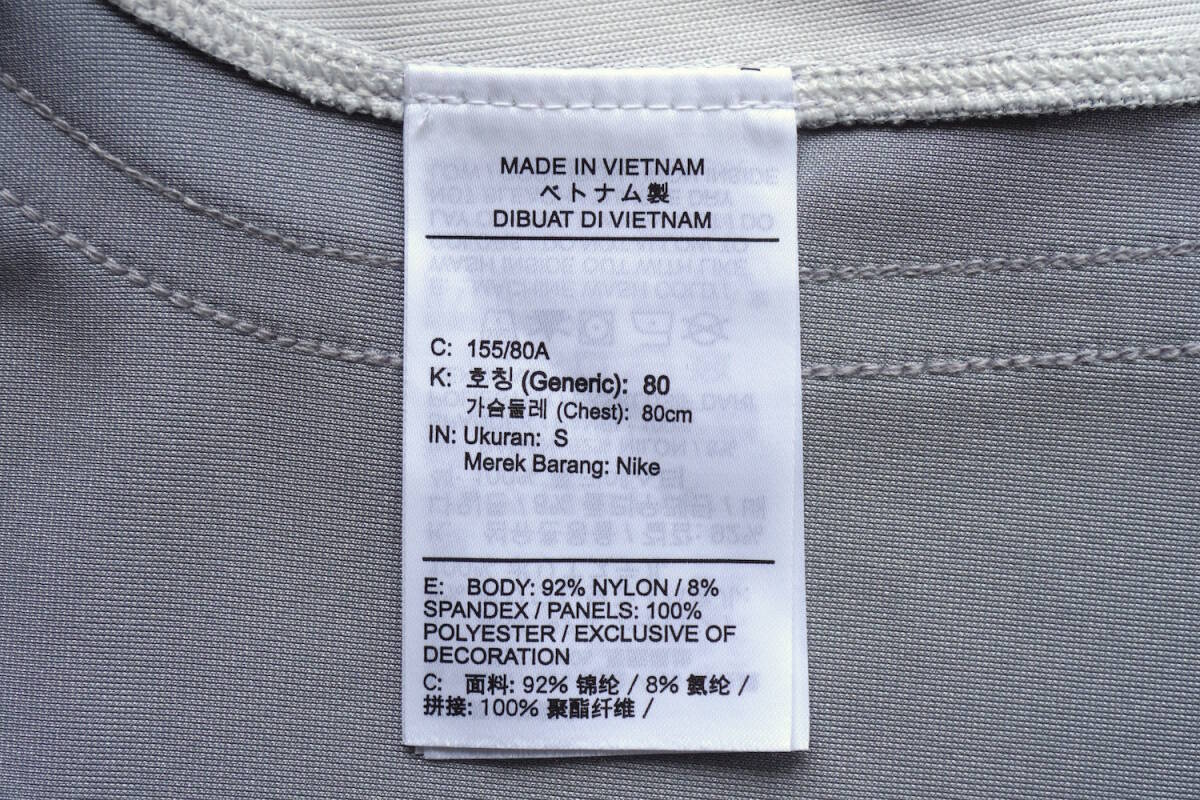 MADE IN VIETNAM
ベトナム製
DIBUAT DI VIETNAM
C: 155/80A
K: 호칭 (Generic): 80
가슴둘레 (Chest): 80cm
IN: Ukuran: S
Merek Barang: Nike
E: BODY: 92% NYLON / 8%
SPANDEX / PANELS: 100%
POLYESTER / EXCLUSIVE OF
DECORATION
C: 面料: 92% 锦纶 / 8% 氨纶 /
拼接: 100% 聚酯纤维 /